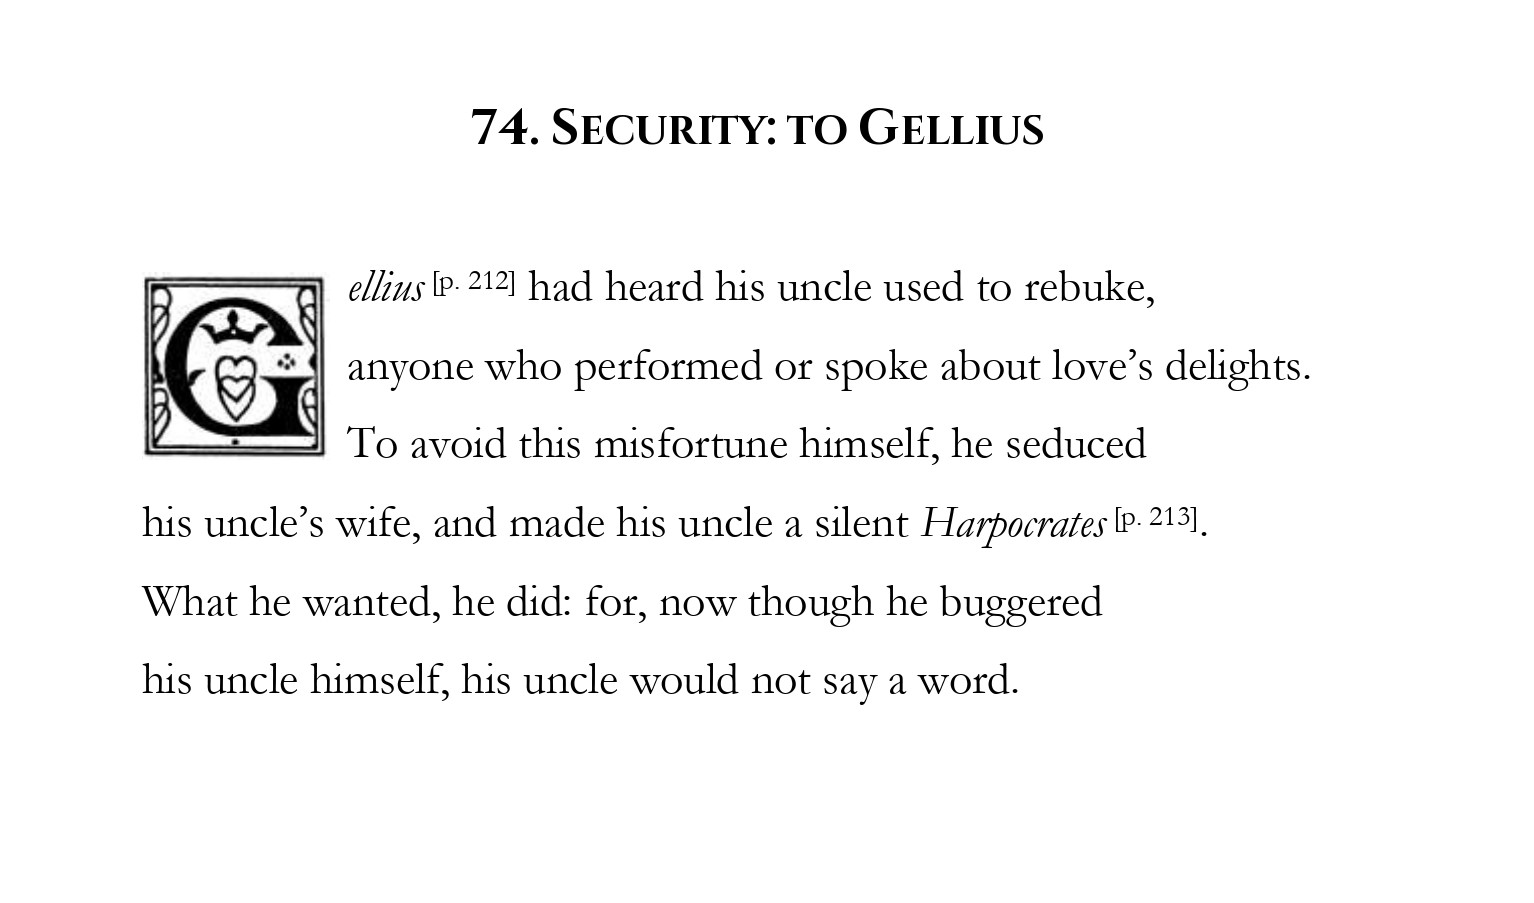 74. Security: to Gellius
Gellius [p. 212] had heard his uncle used to rebuke,
anyone who performed or spoke about love’s delights.
To avoid this misfortune himself, he seduced
his uncle’s wife, and made his uncle a silent Harpocrates [p. 213].
What he wanted, he did: for, now though he buggered
his uncle himself, his uncle would not say a word.